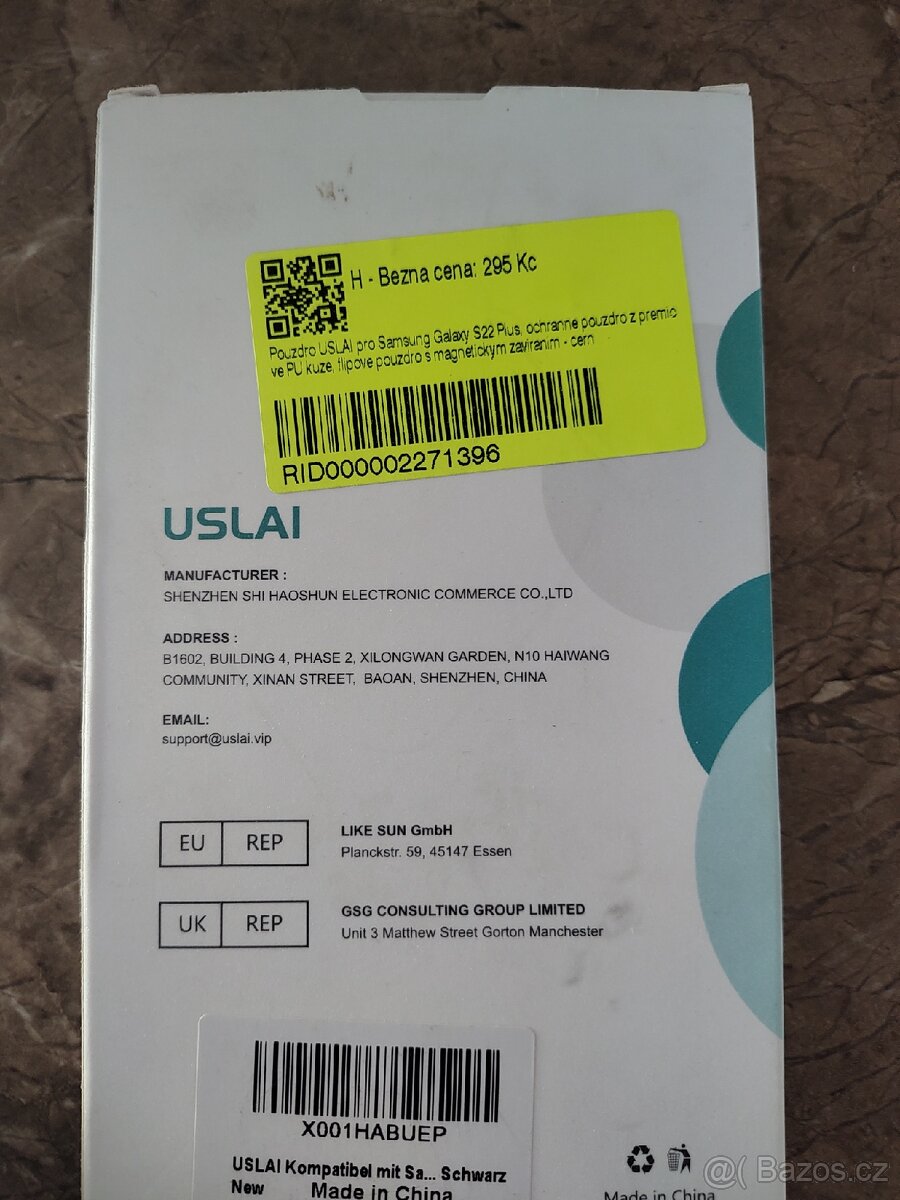 H - Bezna cena: 295 Kc
Pouzdro USLAI pro Samsung Galaxy S22 Plus, ochranne pouzdro z premio
ve PU kuze, flipove pouzdro s magnetickym zaviranim - cern
RID000002271396
USLAI
MANUFACTURER :
SHENZHEN SHI HAOSHUN ELECTRONIC COMMERCE CO.,LTD
ADDRESS :
B1602, BUILDING 4, PHASE 2, XILONGWAN GARDEN, N10 HAIWANG
COMMUNITY, XINAN STREET, BAOAN, SHENZHEN, CHINA
EMAIL:
support@uslai.vip
EU REP
LIKE SUN GmbH
Planckstr. 59, 45147 Essen
UK REP
GSG CONSULTING GROUP LIMITED
Unit 3 Matthew Street Gorton Manchester
X001HABUEP
USLAI Kompatibel mit Sa... Schwarz
New
Made in China
Made in China
@( Bazos.cz